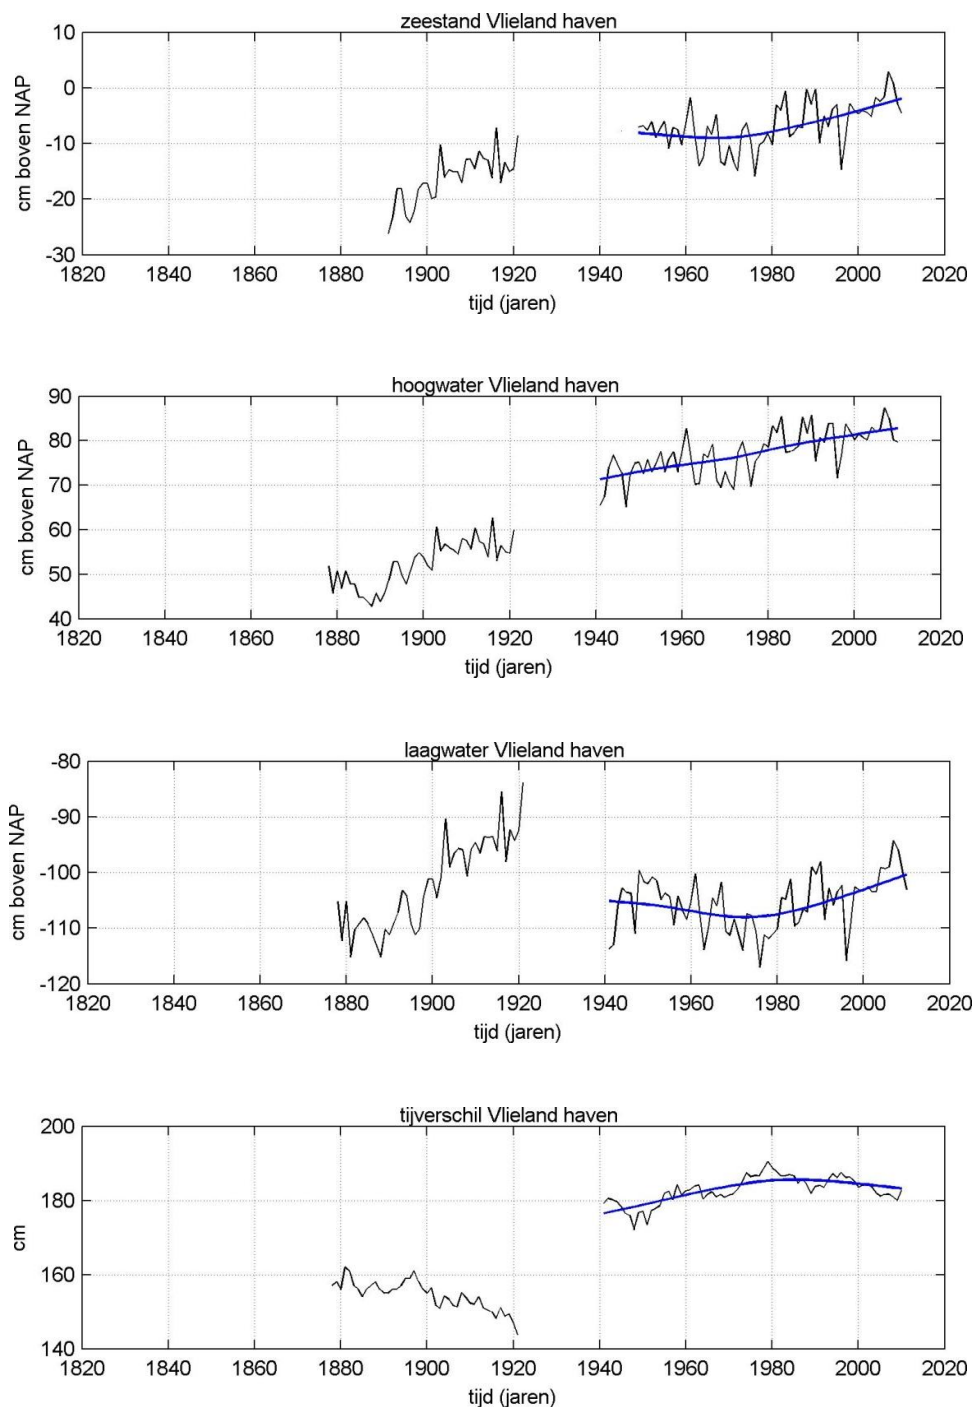 zeestand Vlieland haven
10
0
-10
-20
-30
cm boven NAP
1820 1840 1860 1880 1900 1920 1940 1960 1980 2000 2020
tijd (jaren)
hoogwater Vlieland haven
90
80
70
60
50
40
cm boven NAP
1820 1840 1860 1880 1900 1920 1940 1960 1980 2000 2020
tijd (jaren)
laagwater Vlieland haven
-80
-90
-100
-110
-120
cm boven NAP
1820 1840 1860 1880 1900 1920 1940 1960 1980 2000 2020
tijd (jaren)
tijverschil Vlieland haven
200
180
160
140
cm
1820 1840 1860 1880 1900 1920 1940 1960 1980 2000 2020
tijd (jaren)